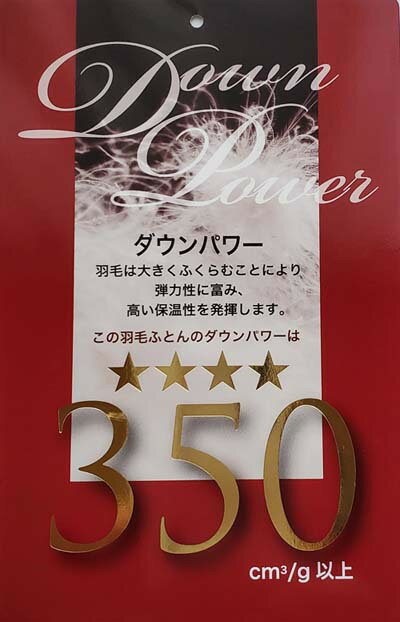 Down
Power
ダウンパワー
羽毛は大きくふくらむことにより
弾力性に富み、
高い保温性を発揮します。
この羽毛ふとんのダウンパワーは
★★★★
350
cm³/g 以上